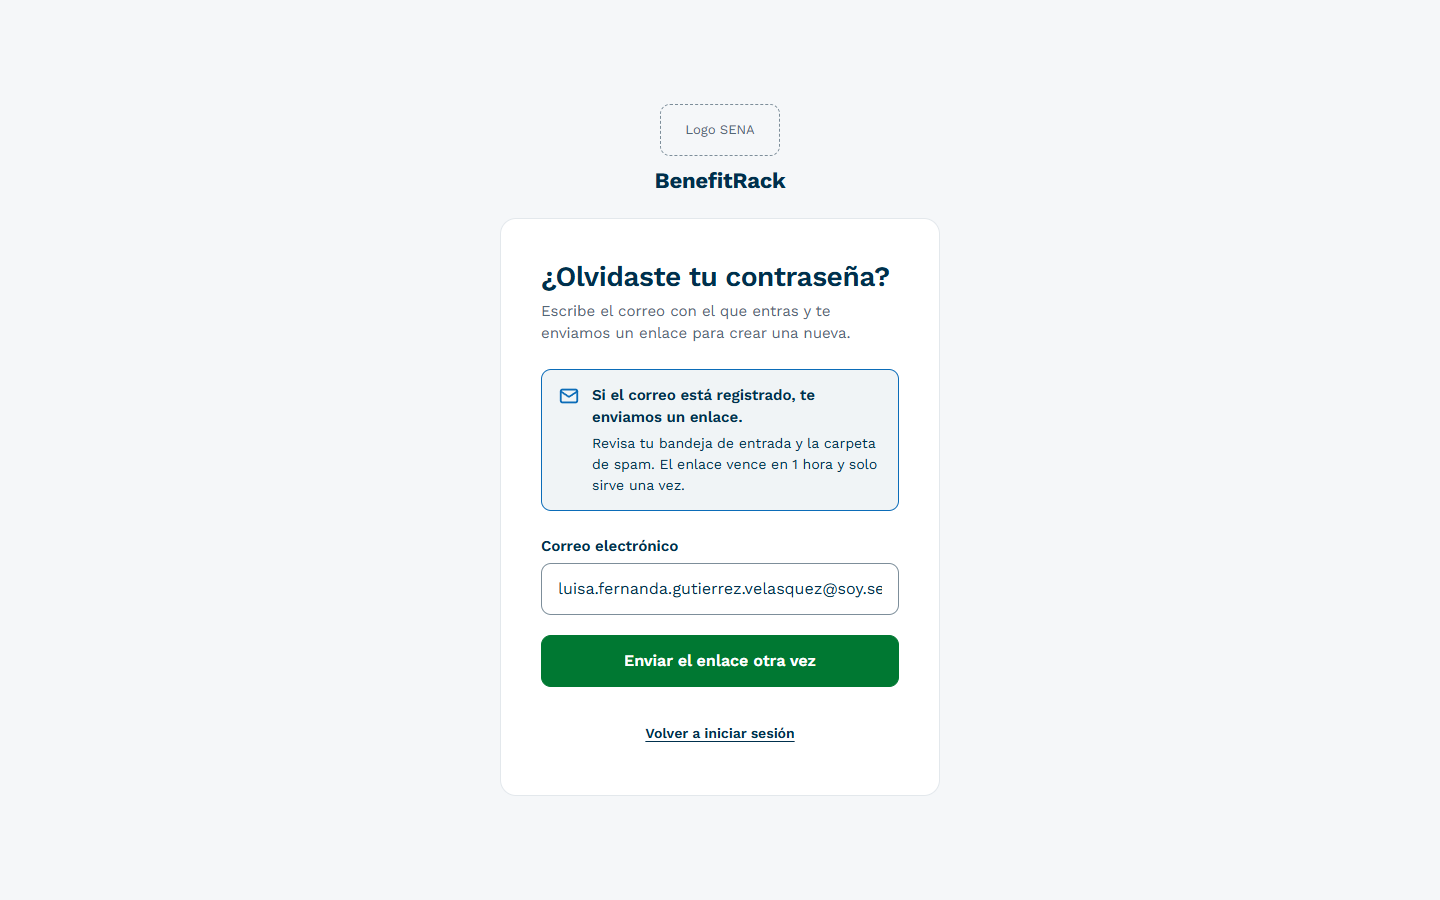 Logo SENA
BenefitRack
¿Olvidaste tu contraseña?
Escribe el correo con el que entras y te
enviamos un enlace para crear una nueva.
Si el correo está registrado, te
enviamos un enlace.
Revisa tu bandeja de entrada y la carpeta
de spam. El enlace vence en 1 hora y solo
sirve una vez.
Correo electrónico
luisa.fernanda.gutierrez.velasquez@soy.se
Enviar el enlace otra vez
Volver a iniciar sesión